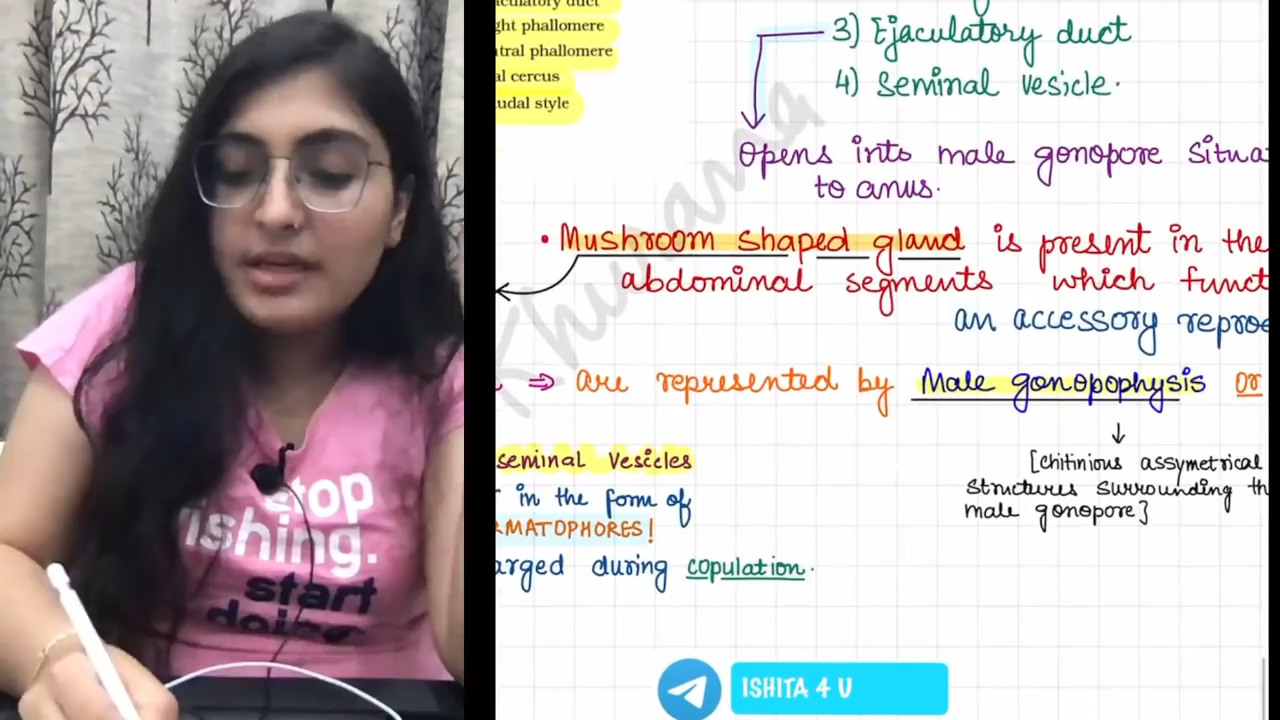 ght phallomere
tral phallomere
al cercus
udal style
3) Ejaculatory duct
4) Seminal vesicle.
Opens into male gonopore Situa
to anus.
• Mushroom shaped gland is present in the
abdominal segments which funct
an accessory repro
⇒ are represented by Male gonopophysis or
[chitinious assymetrical
structures surrounding th
male gonopore]
seminal vesicles
in the form of
RMATOPHORES!
arged during copulation.
Khurana
stop
ishing.
start
doing
ISHITA 4 U